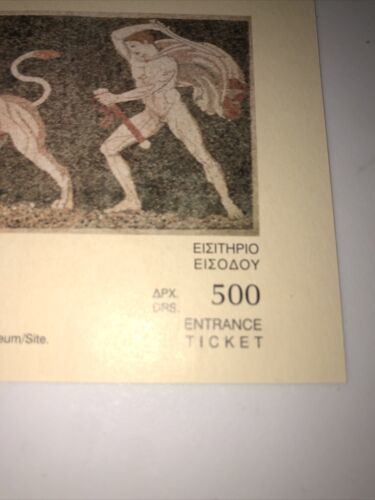 ΕΙΣΙΤΗΡΙΟ
ΕΙΣΟΔΟΥ
ΔΡΧ. 500
DRS.
ENTRANCE
TICKET
eum/Site.